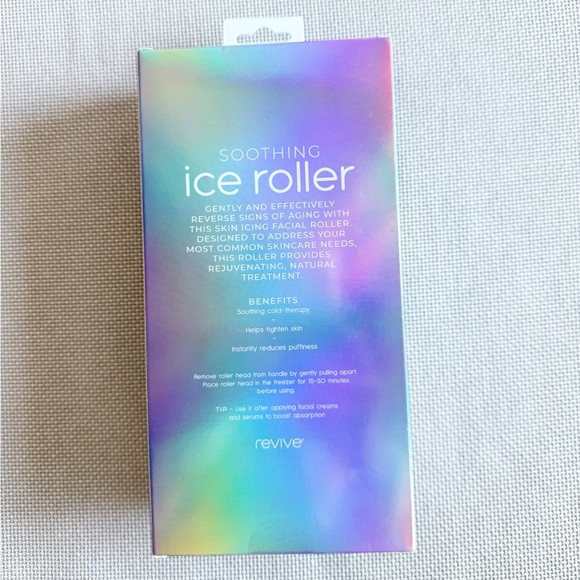 SOOTHING
ice roller
GENTLY AND EFFECTIVELY
REVERSE SIGNS OF AGING WITH
THIS SKIN ICING FACIAL ROLLER.
DESIGNED TO ADDRESS YOUR
MOST COMMON SKINCARE NEEDS,
THIS ROLLER PROVIDES
REJUVENATING, NATURAL
TREATMENT.
BENEFITS
Soothing cold-therapy
–
Helps tighten skin
–
Instantly reduces puffiness
Remove roller head from handle by gently pulling apart.
Place roller head in the freezer for 15-30 minutes
before using.
TIP - Use it after applying facial creams
and serums to boost absorption.
revive®